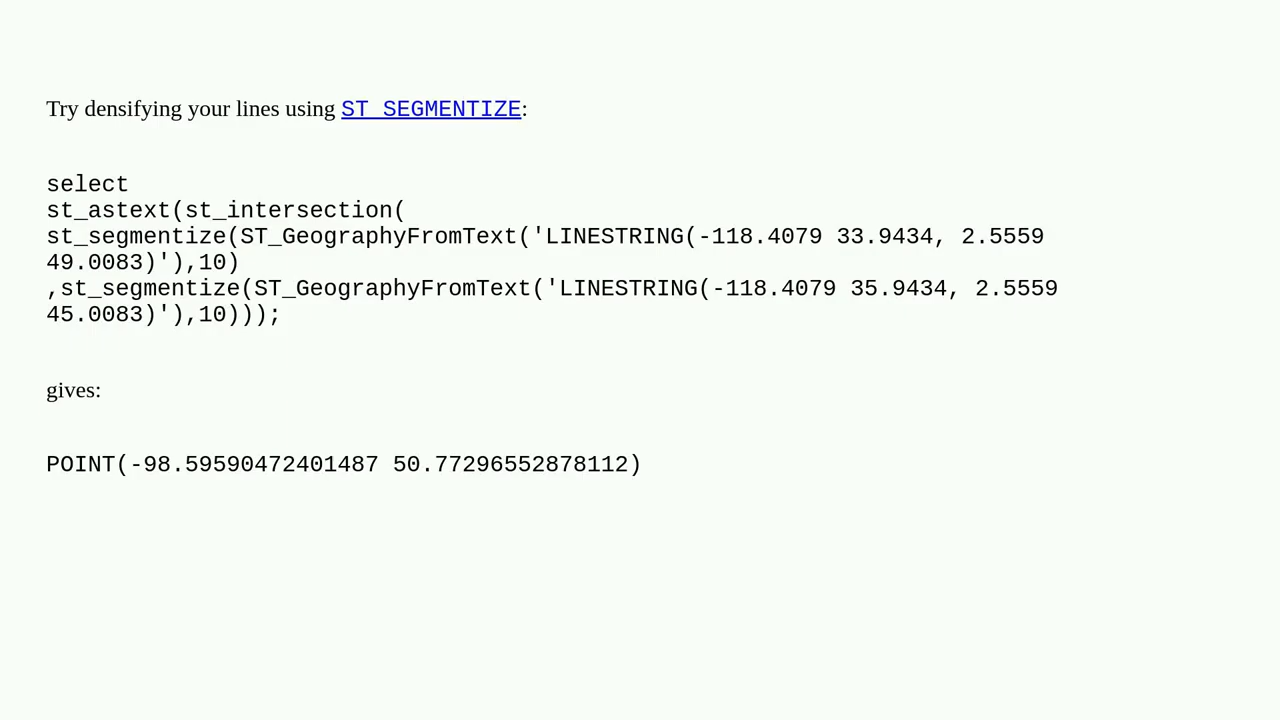 Try densifying your lines using ST_SEGMENTIZE:
select
st_astext(st_intersection(
st_segmentize(ST_GeographyFromText('LINESTRING(-118.4079 33.9434, 2.5559
49.0083)'),10)
,st_segmentize(ST_GeographyFromText('LINESTRING(-118.4079 35.9434, 2.5559
45.0083)'),10)));
gives:
POINT(-98.59590472401487 50.77296552878112)